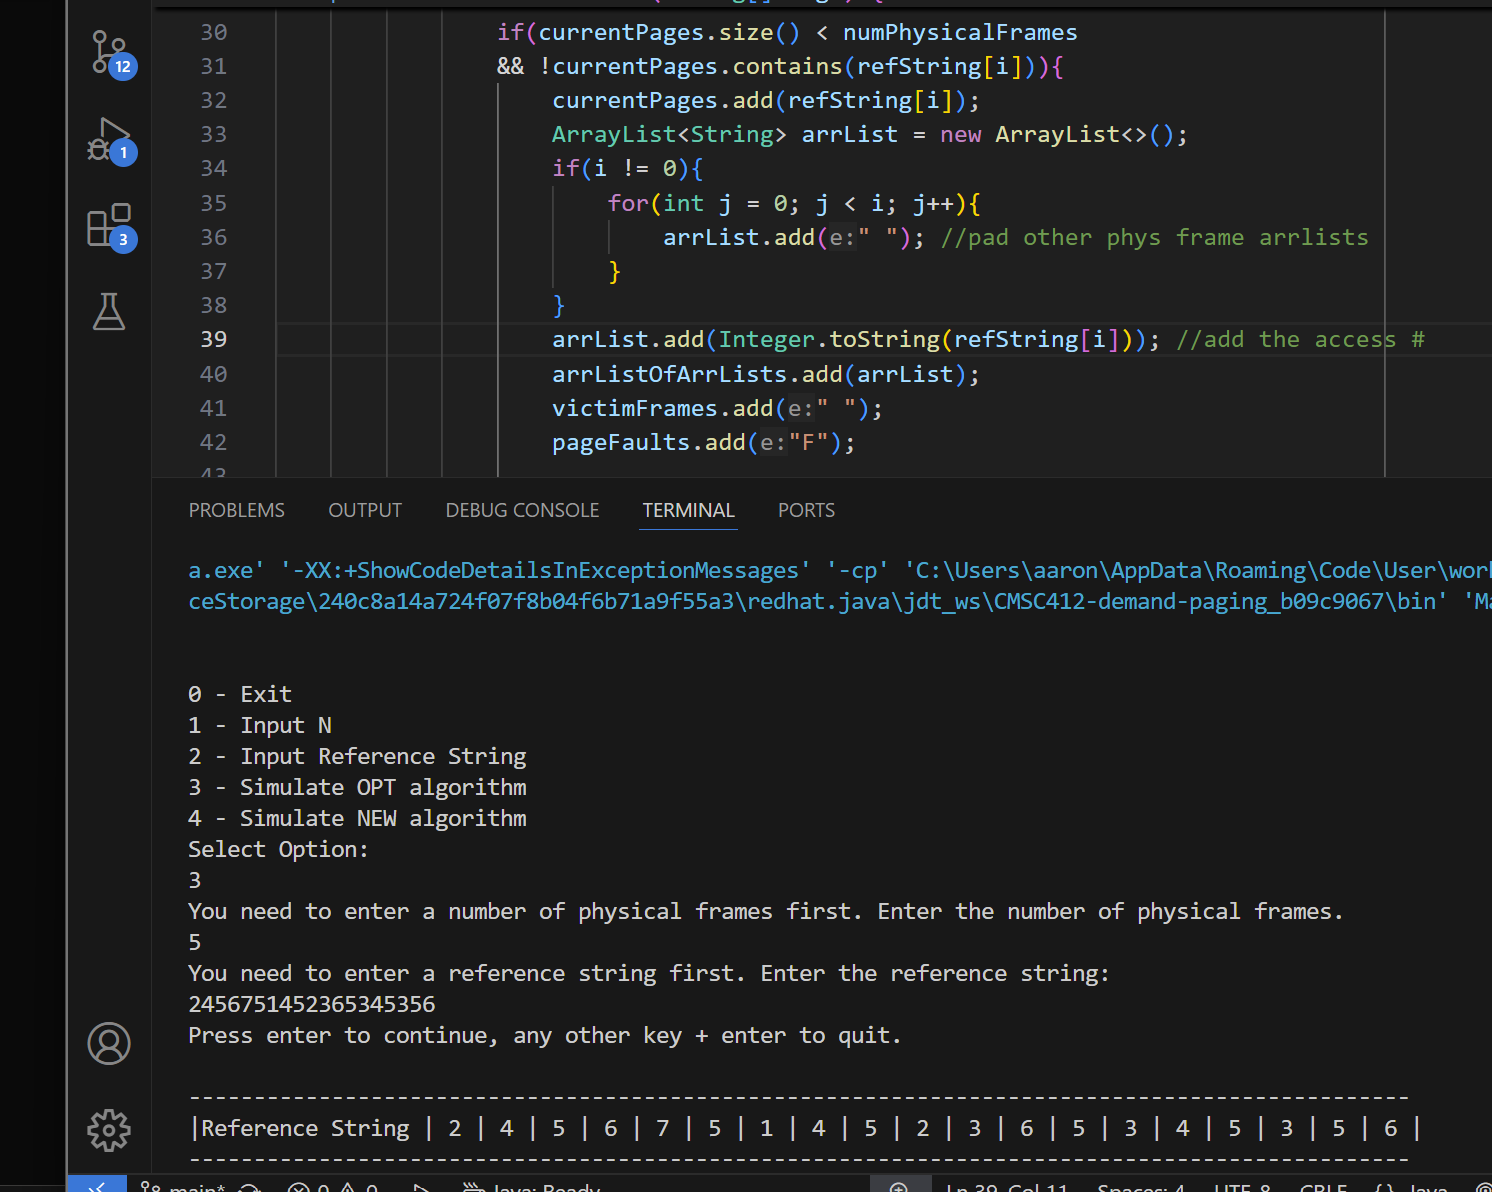 30 if(currentPages.size() < numPhysicalFrames
12
31 && !currentPages.contains(refString[i])){
32 currentPages.add(refString[i]);
33 ArrayList<String> arrList = new ArrayList<>();
1
34 if(i != 0){
35 for(int j = 0; j < i; j++){
3
36 arrList.add(e:" "); //pad other phys frame arrlists
37 }
38 }
39 arrList.add(Integer.toString(refString[i])); //add the access #
40 arrListOfArrLists.add(arrList);
41 victimFrames.add(e:" ");
42 pageFaults.add(e:"F");
43
PROBLEMS OUTPUT DEBUG CONSOLE TERMINAL PORTS
a.exe' '-XX:+ShowCodeDetailsInExceptionMessages' '-cp' 'C:\Users\aaron\AppData\Roaming\Code\User\work
ceStorage\240c8a14a724f07f8b04f6b71a9f55a3\redhat.java\jdt_ws\CMSC412-demand-paging_b09c9067\bin' 'Ma
0 - Exit
1 - Input N
2 - Input Reference String
3 - Simulate OPT algorithm
4 - Simulate NEW algorithm
Select Option:
3
You need to enter a number of physical frames first. Enter the number of physical frames.
5
You need to enter a reference string first. Enter the reference string:
2456751452365345356
Press enter to continue, any other key + enter to quit.
----------------------------------------------------------------------------------------------
|Reference String | 2 | 4 | 5 | 6 | 7 | 5 | 1 | 4 | 5 | 2 | 3 | 6 | 5 | 3 | 4 | 5 | 3 | 5 | 6 |
----------------------------------------------------------------------------------------------
main* 0 0 Java: Ready Ln 39, Col 11 Spaces: 4 UTF-8 CRLF {} Java